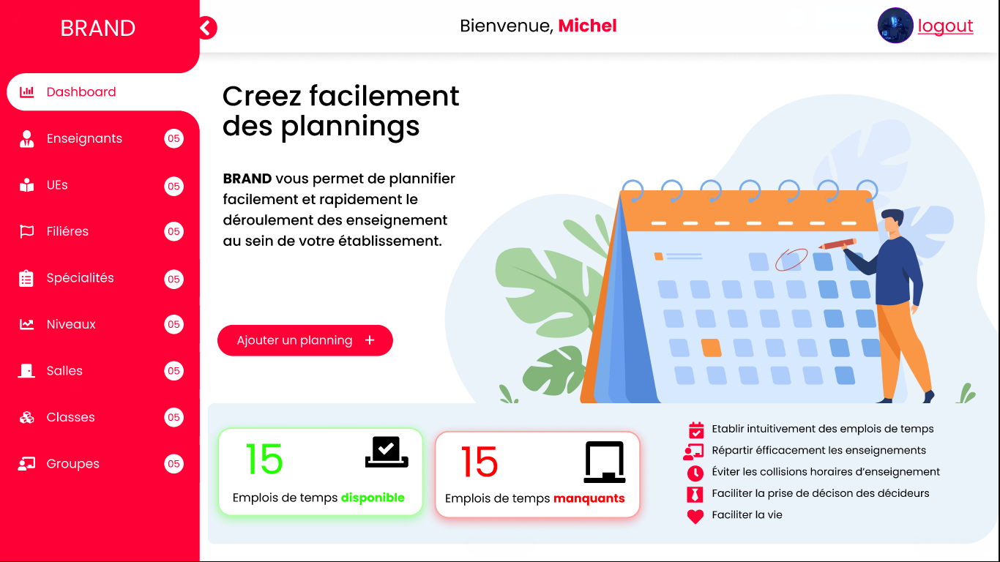 BRAND
Bienvenue, Michel
logout
Dashboard
Enseignants 05
UEs 05
Filiéres 05
Spécialités 05
Niveaux 05
Salles 05
Classes 05
Groupes 05
Creez facilement
des plannings
BRAND vous permet de plannifier
facilement et rapidement le
déroulement des enseignement
au sein de votre établissement.
Ajouter un planning +
15
Emplois de temps disponible
15
Emplois de temps manquants
Etablir intuitivement des emplois de temps
Répartir éfficacement les enseignements
Éviter les collisions horaires d'enseignement
Faciliter la prise de décison des décideurs
Faciliter la vie